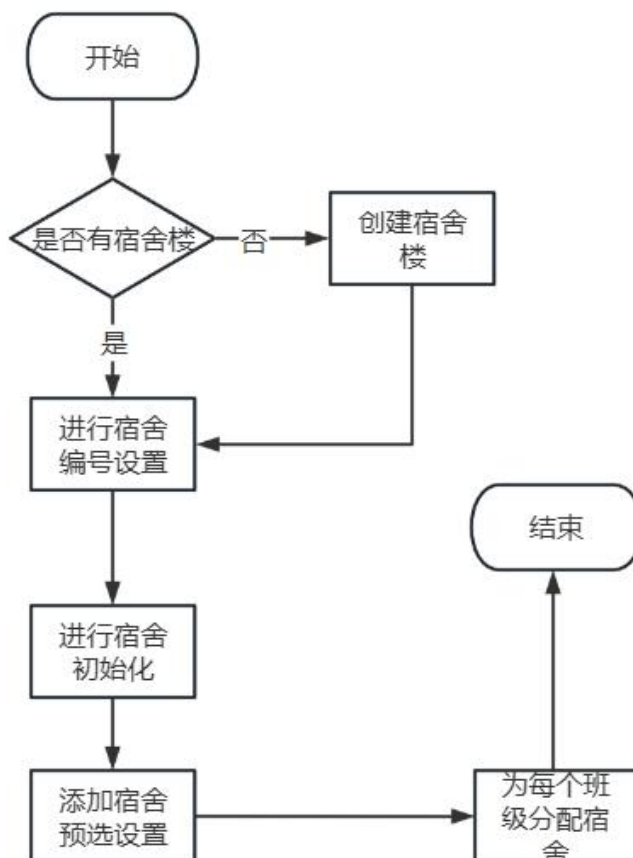 开始
是否有宿舍楼
否
创建宿舍
楼
是
进行宿舍
编号设置
结束
进行宿舍
初始化
添加宿舍
预选设置
为每个班
级分配宿
舍